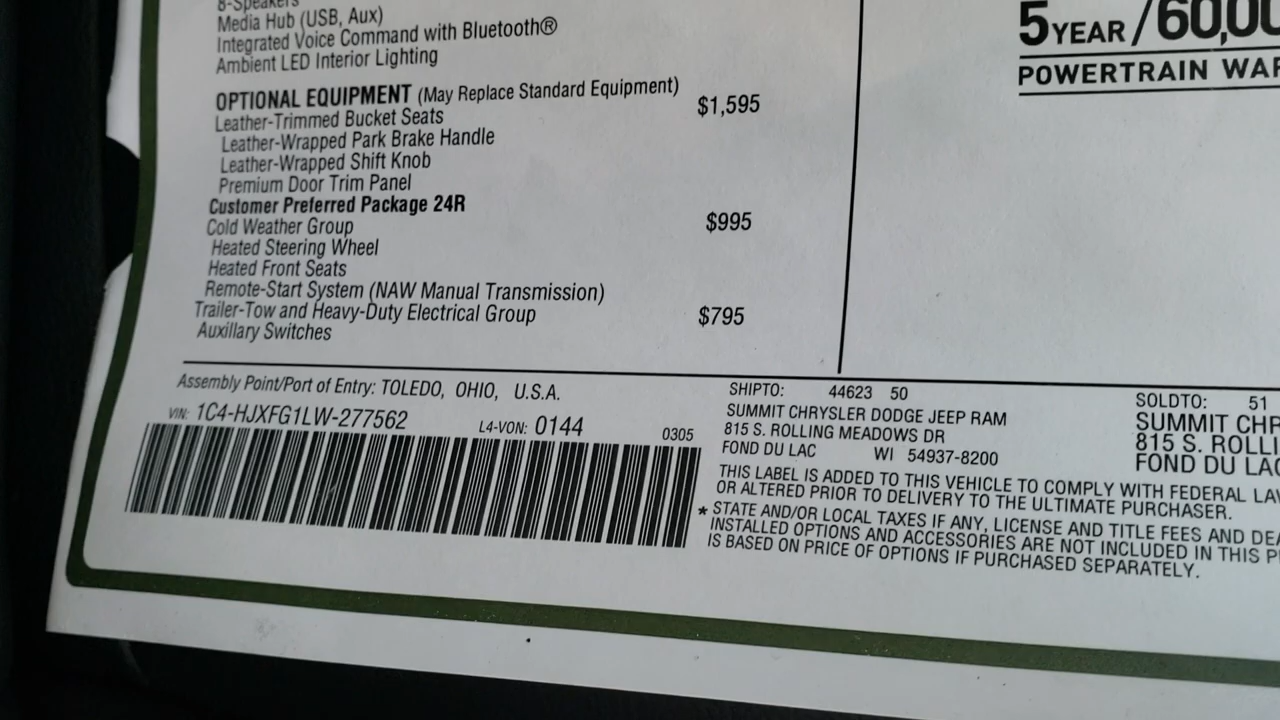 8-Speakers
Media Hub (USB, Aux)
Integrated Voice Command with Bluetooth®
Ambient LED Interior Lighting
OPTIONAL EQUIPMENT (May Replace Standard Equipment)
Leather-Trimmed Bucket Seats $1,595
Leather-Wrapped Park Brake Handle
Leather-Wrapped Shift Knob
Premium Door Trim Panel
Customer Preferred Package 24R
Cold Weather Group $995
Heated Steering Wheel
Heated Front Seats
Remote-Start System (NAW Manual Transmission)
Trailer-Tow and Heavy-Duty Electrical Group $795
Auxillary Switches
5 YEAR / 60,00
POWERTRAIN WAR
Assembly Point/Port of Entry: TOLEDO, OHIO, U.S.A.
VIN: 1C4-HJXFG1LW-277562 L4-VON: 0144
0305
SHIPTO: 44623 50
SUMMIT CHRYSLER DODGE JEEP RAM
815 S. ROLLING MEADOWS DR
FOND DU LAC WI 54937-8200
SOLDTO: 51
SUMMIT CHR
815 S. ROLLI
FOND DU LAC
THIS LABEL IS ADDED TO THIS VEHICLE TO COMPLY WITH FEDERAL LAW
OR ALTERED PRIOR TO DELIVERY TO THE ULTIMATE PURCHASER.
* STATE AND/OR LOCAL TAXES IF ANY, LICENSE AND TITLE FEES AND DEA
INSTALLED OPTIONS AND ACCESSORIES ARE NOT INCLUDED IN THIS P
IS BASED ON PRICE OF OPTIONS IF PURCHASED SEPARATELY.